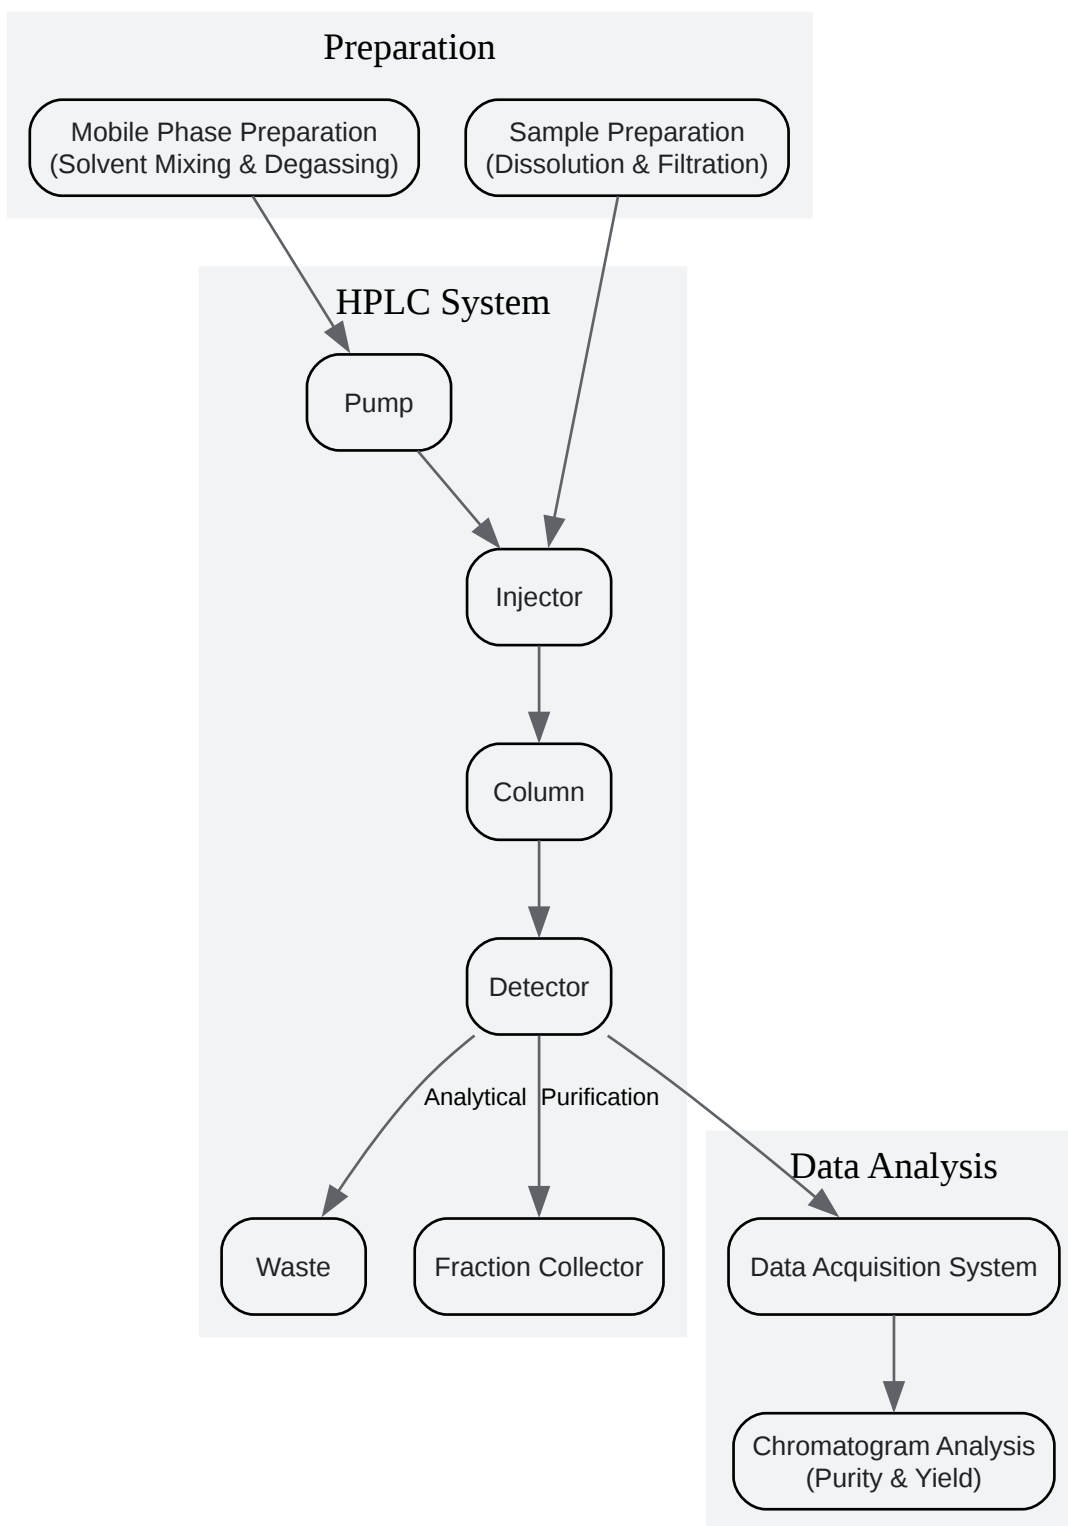 Preparation
Mobile Phase Preparation
(Solvent Mixing & Degassing)
Sample Preparation
(Dissolution & Filtration)
HPLC System
Pump
Injector
Column
Detector
Analytical
Purification
Waste
Fraction Collector
Data Analysis
Data Acquisition System
Chromatogram Analysis
(Purity & Yield)